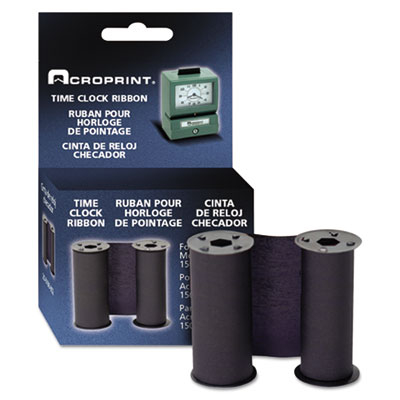 ACROPRINT®
TIME CLOCK RIBBON
RUBAN POUR
HORLOGE
DE POINTAGE
CINTA DE RELOJ
CHECADOR
TIME
CLOCK
RIBBON
RUBAN POUR
HORLOGE
DE POINTAGE
CINTA
DE RELOJ
CHECADOR